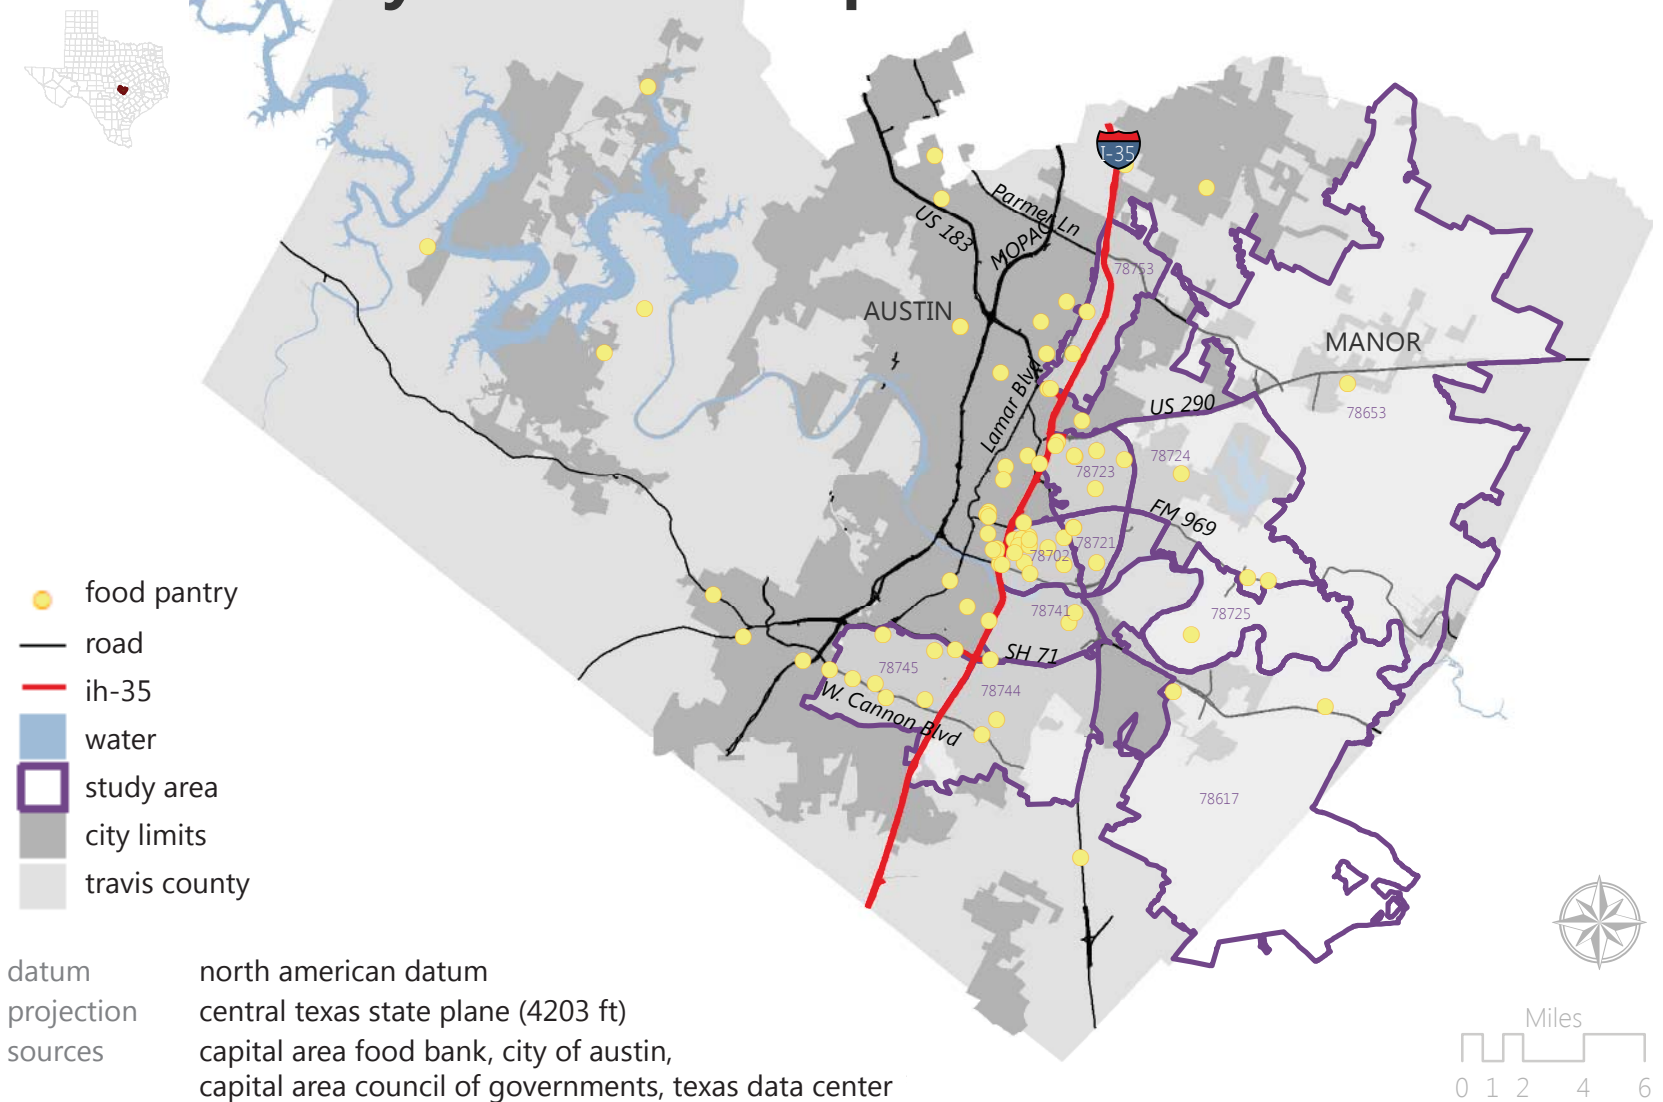 I-35
Parmer Ln
US 183
MOPAC
78753
AUSTIN
MANOR
Lamar Blvd
US 290
78653
78724
78723
FM 969
78721
78702
78741
78725
SH 71
78745
78744
W. Cannon Blvd
78617
food pantry
road
ih-35
water
study area
city limits
travis county
datum north american datum
projection central texas state plane (4203 ft)
sources capital area food bank, city of austin,
capital area council of governments, texas data center
Miles
0 1 2 4 6